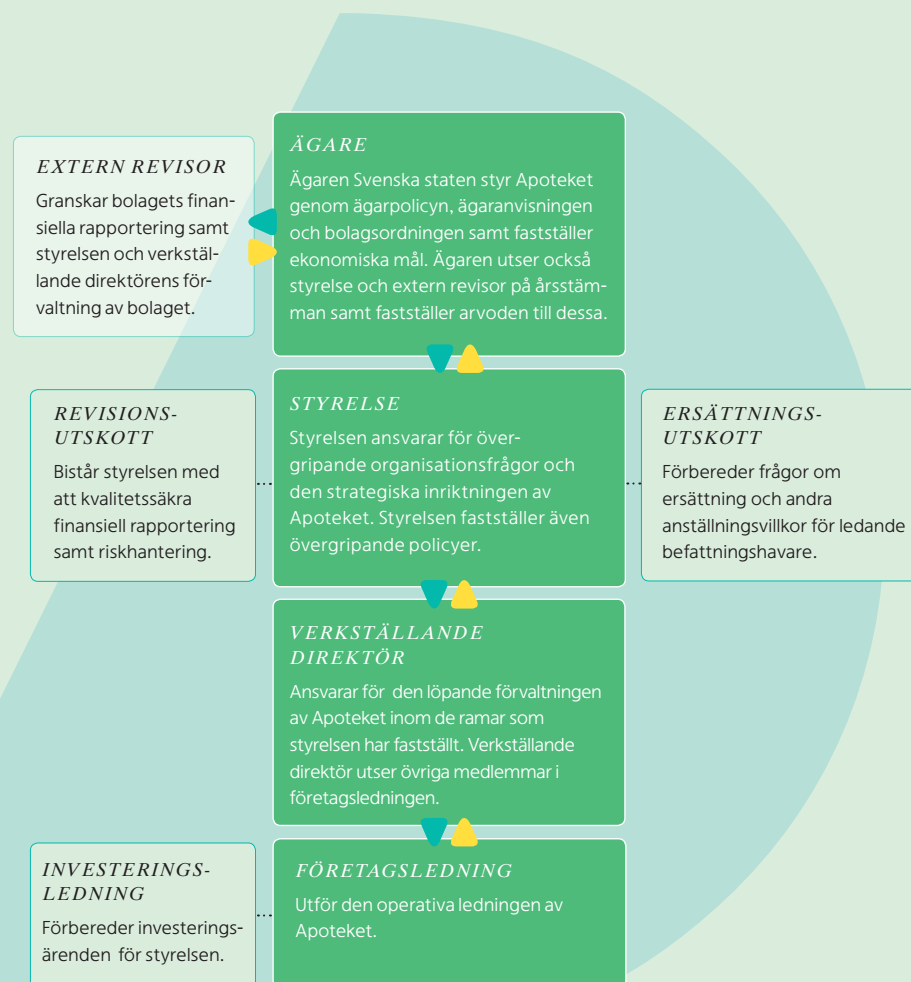 EXTERN REVISOR
Granskar bolagets finan-
siella rapportering samt
styrelsen och verkstäl-
lande direktörens för-
valtning av bolaget.
ÄGARE
Ägaren Svenska staten styr Apoteket
genom ägarpolicyn, ägaranvisningen
och bolagsordningen samt fastställer
ekonomiska mål. Ägaren utser också
styrelse och extern revisor på årsstäm-
man samt fastställer arvoden till dessa.
REVISIONS-
UTSKOTT
Bistår styrelsen med
att kvalitetssäkra
finansiell rapportering
samt riskhantering.
STYRELSE
Styrelsen ansvarar för över-
gripande organisationsfrågor och
den strategiska inriktningen av
Apoteket. Styrelsen fastställer även
övergripande policyer.
ERSÄTTNINGS-
UTSKOTT
Förbereder frågor om
ersättning och andra
anställningsvillkor för ledande
befattningshavare.
VERKSTÄLLANDE
DIREKTÖR
Ansvarar för den löpande förvaltningen
av Apoteket inom de ramar som
styrelsen har fastställt. Verkställande
direktör utser övriga medlemmar i
företagsledningen.
INVESTERINGS-
LEDNING
Förbereder investerings-
ärenden för styrelsen.
FÖRETAGSLEDNING
Utför den operativa ledningen av
Apoteket.